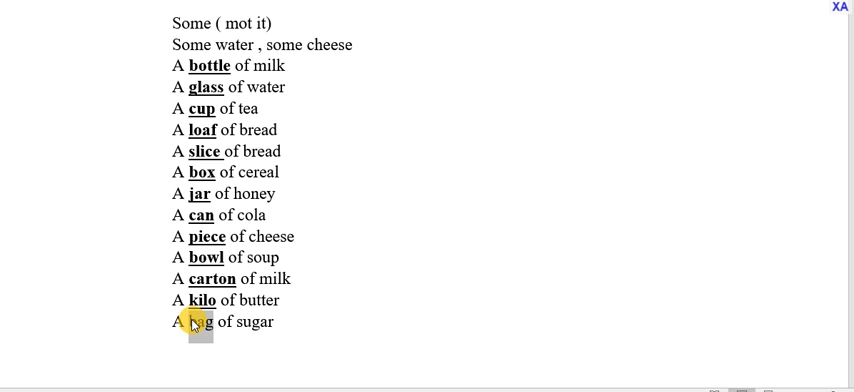 XA
Some ( mot it)
Some water , some cheese
A bottle of milk
A glass of water
A cup of tea
A loaf of bread
A slice of bread
A box of cereal
A jar of honey
A can of cola
A piece of cheese
A bowl of soup
A carton of milk
A kilo of butter
A bag of sugar